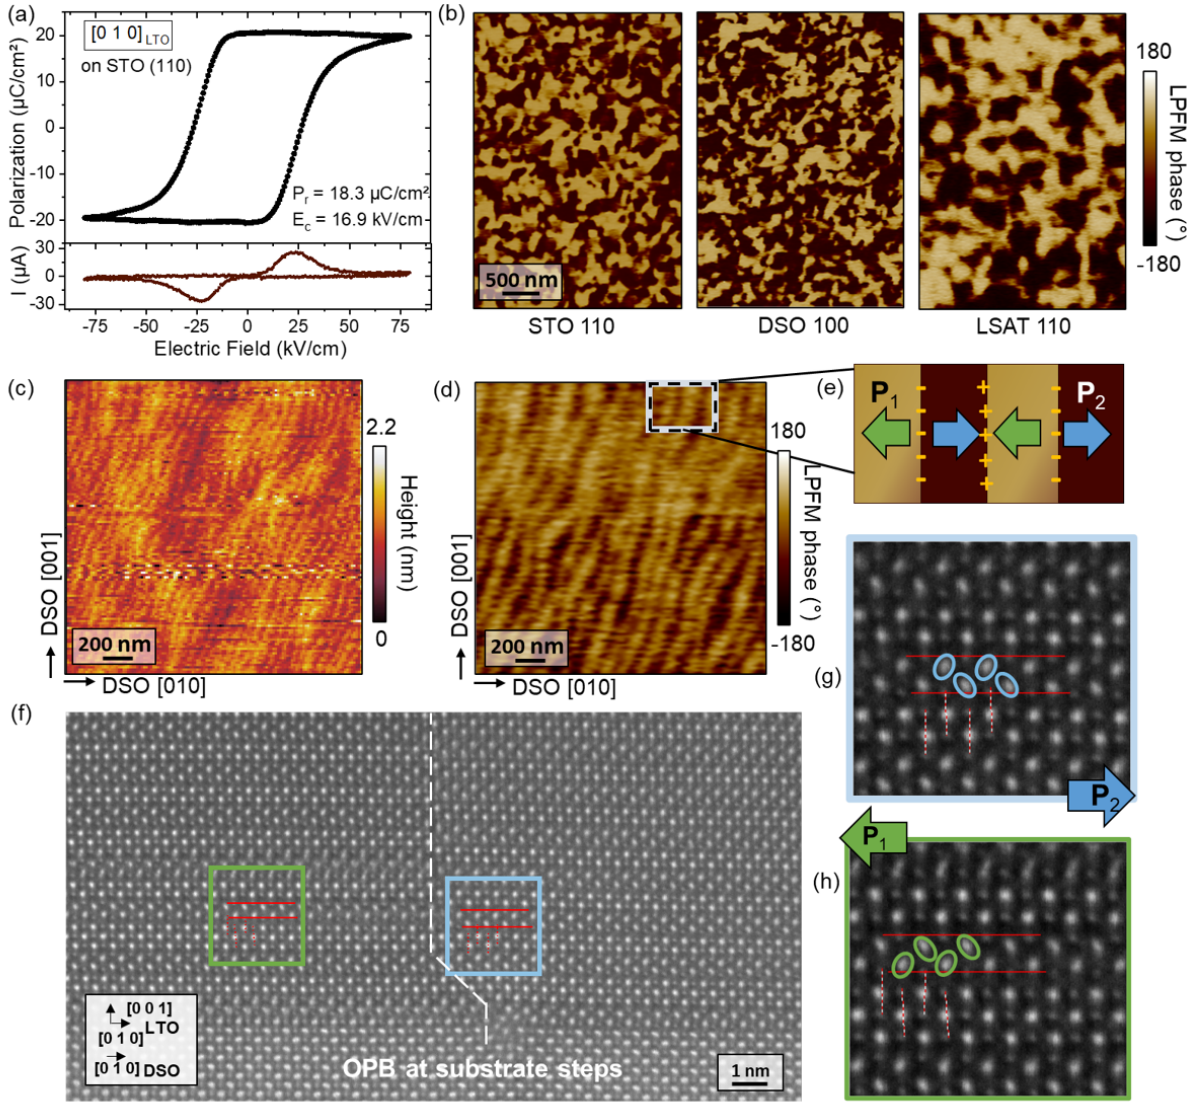 (a)
[0 1 0] LTO
on STO (110)
Polarization (µC/cm²)
20
10
0
-10
-20
Pr = 18.3 µC/cm²
Ec = 16.9 kV/cm
I (µA)
30
0
-30
-75 -50 -25 0 25 50 75
Electric Field (kV/cm)
(b)
500 nm
STO 110
DSO 100
LSAT 110
180
LPFM phase (°)
-180
(c)
2.2
Height (nm)
0
200 nm
DSO [001]
DSO [010]
(d)
180
LPFM phase (°)
-180
200 nm
DSO [001]
DSO [010]
(e)
P1
P2
(f)
[0 0 1]
LTO
[0 1 0]
[0 1 0] DSO
OPB at substrate steps
1 nm
(g)
P2
P1
(h)